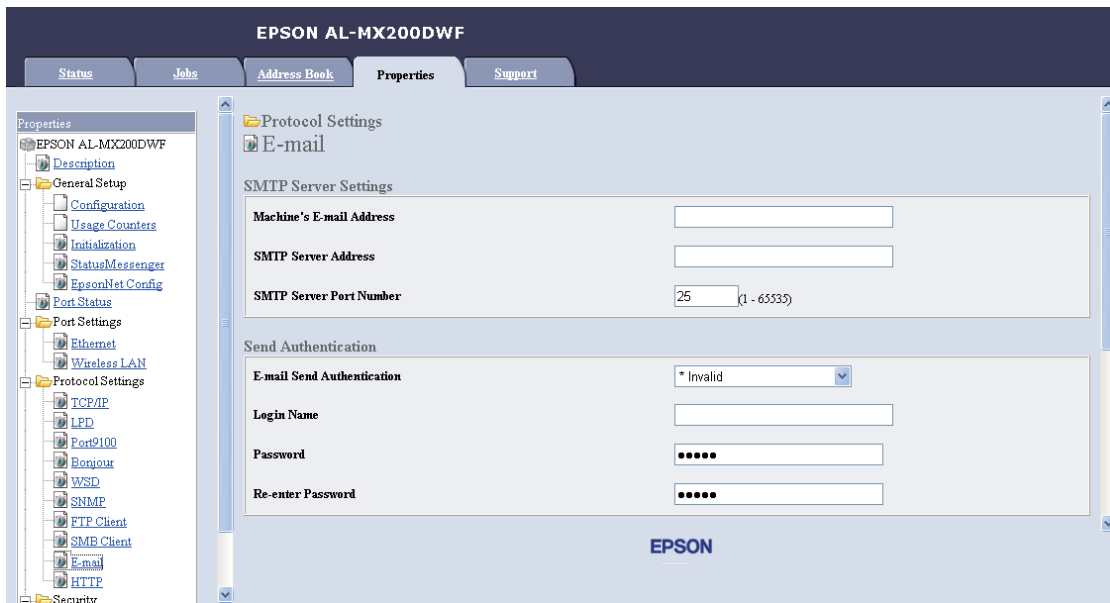 EPSON AL-MX200DWF
Status Jobs Address Book Properties Support
Properties
EPSON AL-MX200DWF
Description
General Setup
Configuration
Usage Counters
Initialization
StatusMessenger
EpsonNet Config
Port Status
Port Settings
Ethernet
Wireless LAN
Protocol Settings
TCP/IP
LPD
Port9100
Bonjour
WSD
SNMP
FTP Client
SMB Client
E-mail
HTTP
Security
Protocol Settings
E-mail
SMTP Server Settings
Machine's E-mail Address
SMTP Server Address
SMTP Server Port Number 25 (1 - 65535)
Send Authentication
E-mail Send Authentication * Invalid
Login Name
Password •••••
Re-enter Password •••••
EPSON